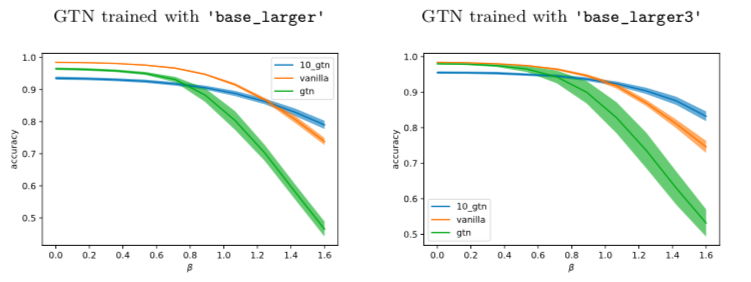 GTN trained with 'base_larger'
1.0
0.9
0.8
0.7
0.6
0.5
accuracy
0.0 0.2 0.4 0.6 0.8 1.0 1.2 1.4 1.6
β
10_gtn
vanilla
gtn
GTN trained with 'base_larger3'
1.0
0.9
0.8
0.7
0.6
0.5
accuracy
0.0 0.2 0.4 0.6 0.8 1.0 1.2 1.4 1.6
β
10_gtn
vanilla
gtn